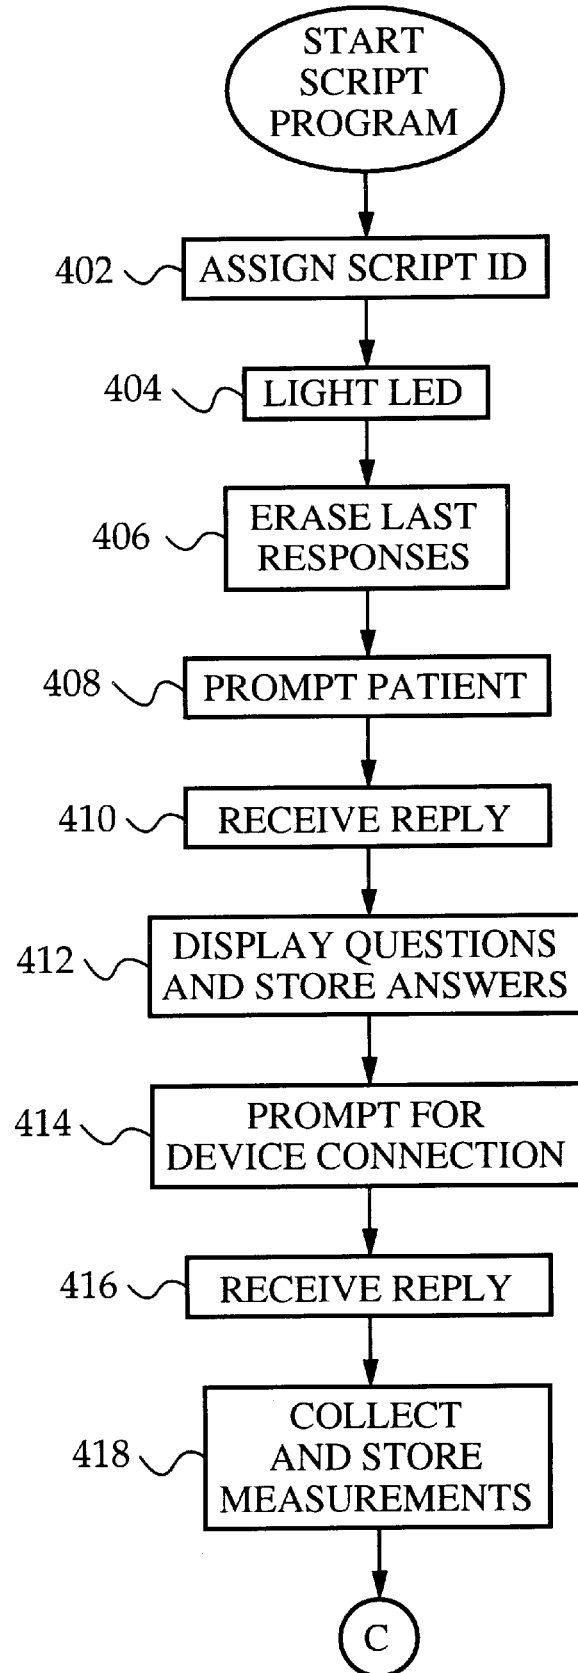 START
SCRIPT
PROGRAM
402
ASSIGN SCRIPT ID
404
LIGHT LED
406
ERASE LAST
RESPONSES
408
PROMPT PATIENT
410
RECEIVE REPLY
412
DISPLAY QUESTIONS
AND STORE ANSWERS
414
PROMPT FOR
DEVICE CONNECTION
416
RECEIVE REPLY
418
COLLECT
AND STORE
MEASUREMENTS
C